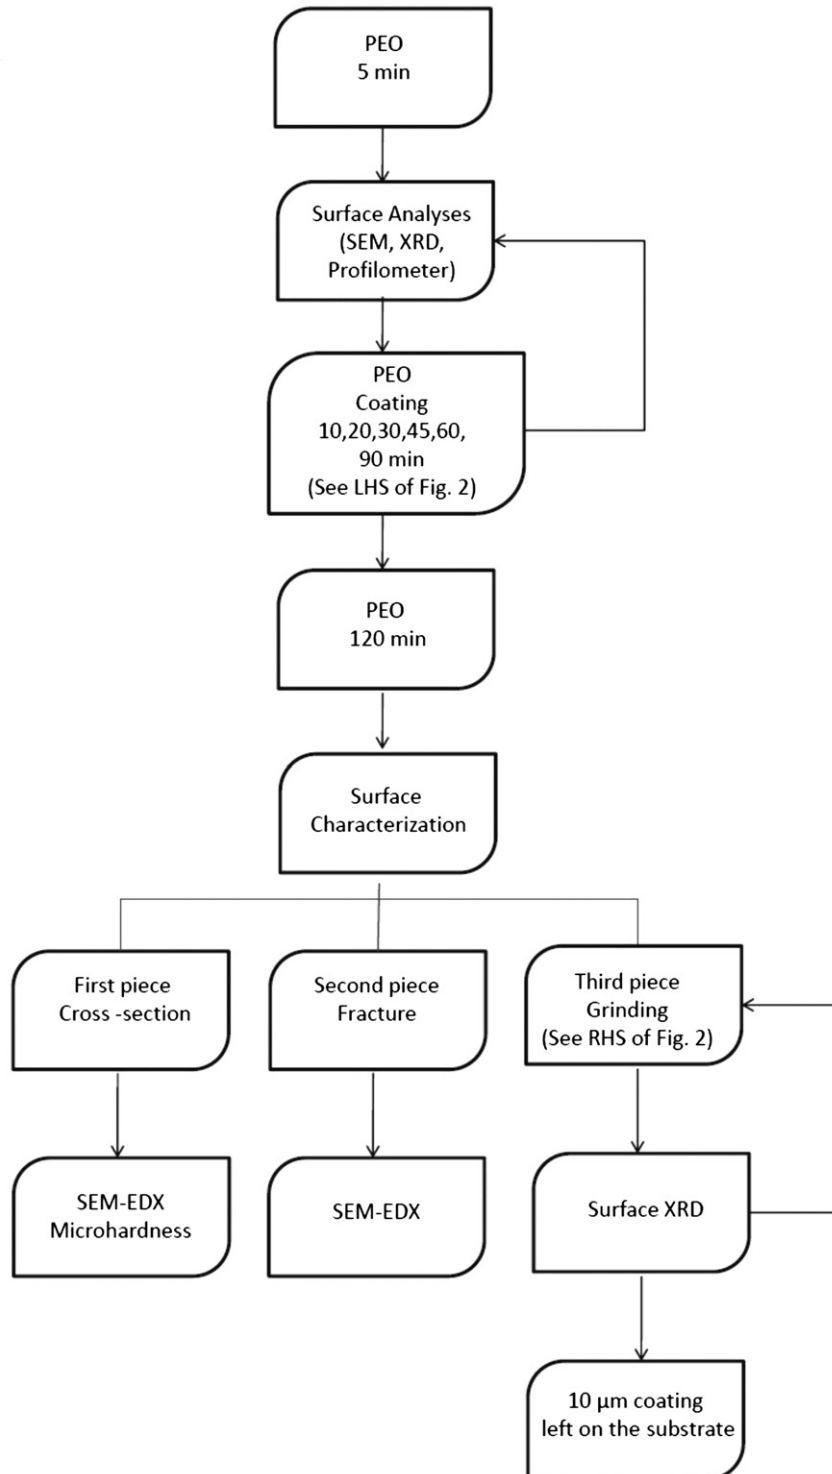 PEO
5 min
Surface Analyses
(SEM, XRD,
Profilometer)
PEO
Coating
10,20,30,45,60,
90 min
(See LHS of Fig. 2)
PEO
120 min
Surface
Characterization
First piece
Cross -section
Second piece
Fracture
Third piece
Grinding
(See RHS of Fig. 2)
SEM-EDX
Microhardness
SEM-EDX
Surface XRD
10 µm coating
left on the substrate